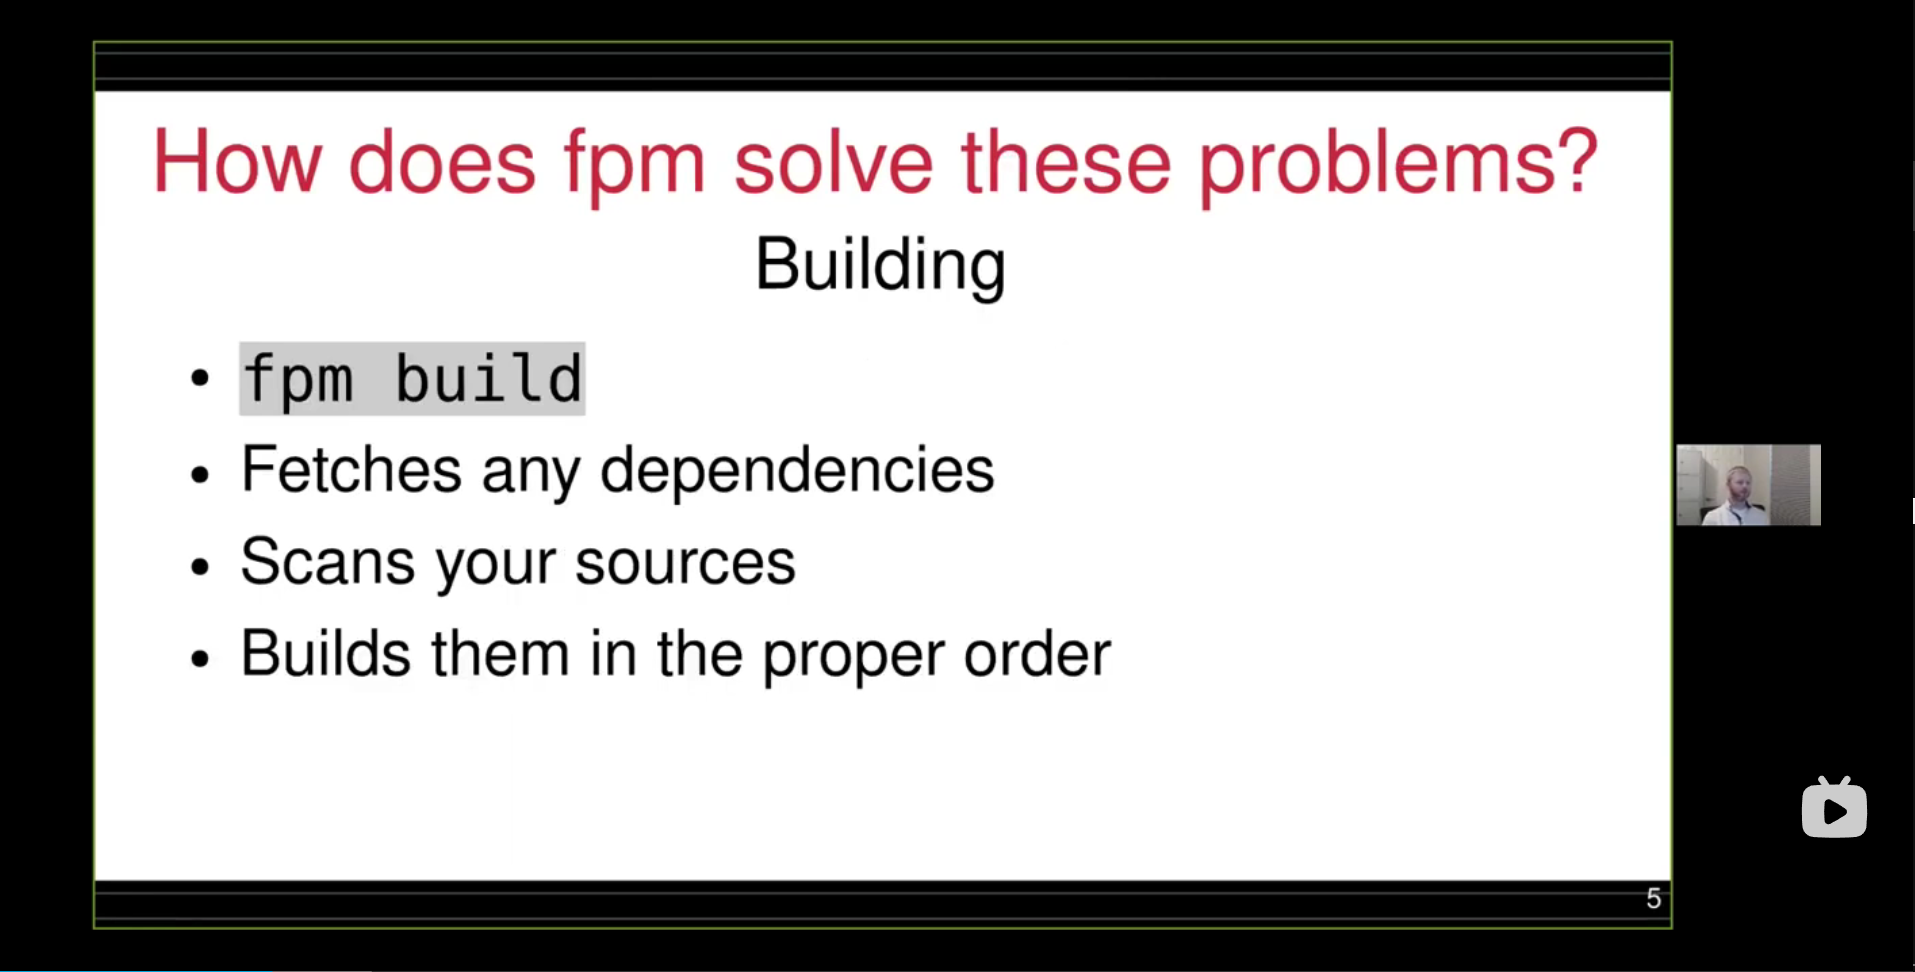 How does fpm solve these problems?
Building
• fpm build
• Fetches any dependencies
• Scans your sources
• Builds them in the proper order
5